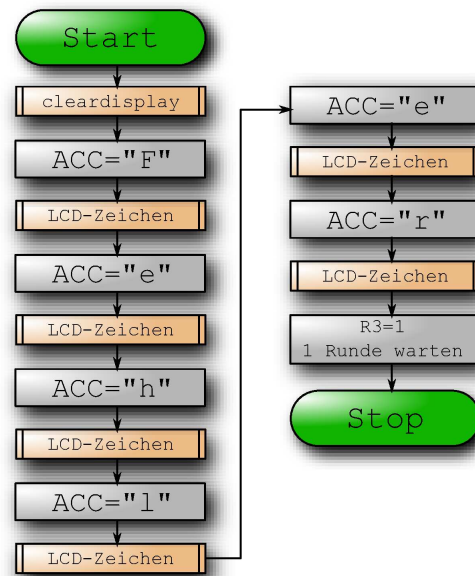 Start
cleardisplay
ACC="F"
LCD-Zeichen
ACC="e"
LCD-Zeichen
ACC="h"
LCD-Zeichen
ACC="l"
LCD-Zeichen
ACC="e"
LCD-Zeichen
ACC="r"
LCD-Zeichen
R3=1
1 Runde warten
Stop